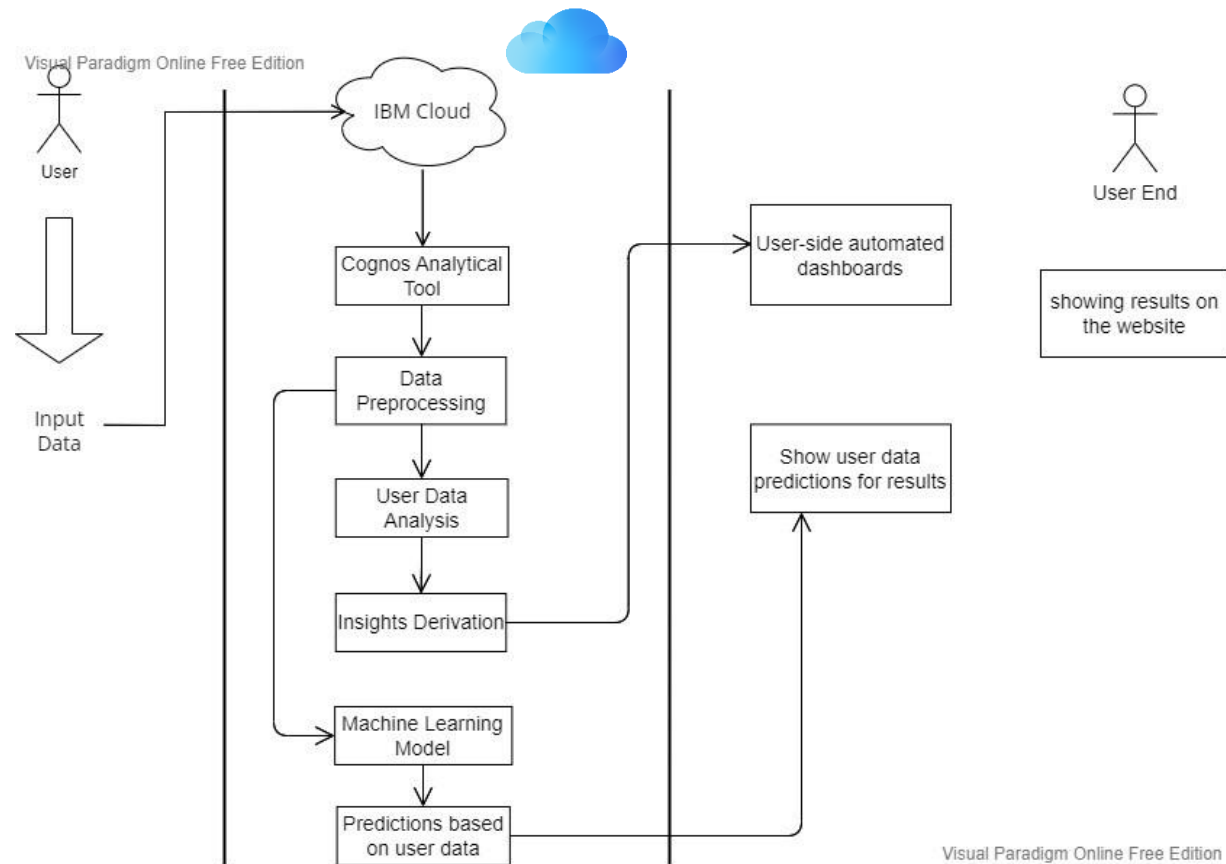 Visual Paradigm Online Free Edition
User
Input
Data
IBM Cloud
Cognos Analytical
Tool
Data
Preprocessing
User Data
Analysis
Insights Derivation
Machine Learning
Model
Predictions based
on user data
User-side automated
dashboards
Show user data
predictions for results
User End
showing results on
the website
Visual Paradigm Online Free Edition